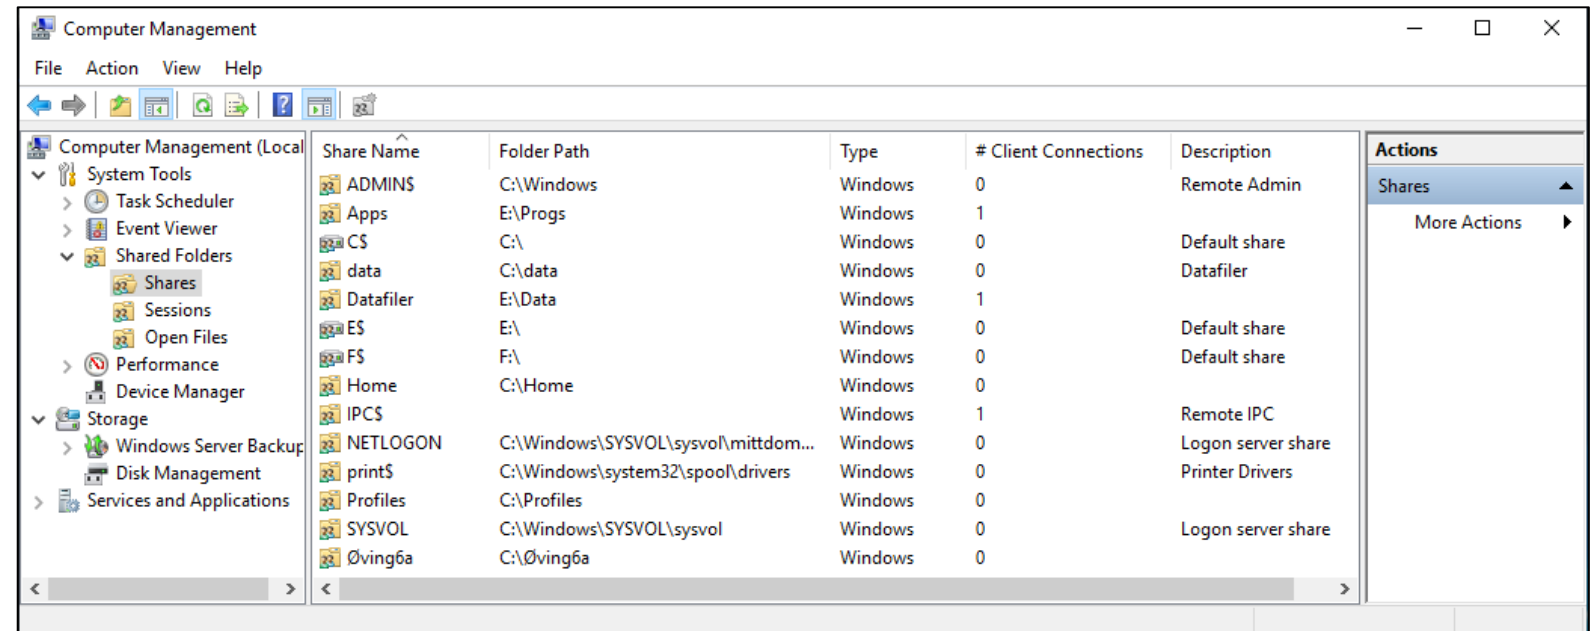 Computer Management
File Action View Help
Computer Management (Local
System Tools
Task Scheduler
Event Viewer
Shared Folders
Shares
Sessions
Open Files
Performance
Device Manager
Storage
Windows Server Backup
Disk Management
Services and Applications
Share Name Folder Path Type # Client Connections Description
ADMIN$ C:\Windows Windows 0 Remote Admin
Apps E:\Progs Windows 1
C$ C:\ Windows 0 Default share
data C:\data Windows 0 Datafiler
Datafiler E:\Data Windows 1
E$ E:\ Windows 0 Default share
F$ F:\ Windows 0 Default share
Home C:\Home Windows 0
IPC$ Windows 1 Remote IPC
NETLOGON C:\Windows\SYSVOL\sysvol\mittdom... Windows 0 Logon server share
print$ C:\Windows\system32\spool\drivers Windows 0 Printer Drivers
Profiles C:\Profiles Windows 0
SYSVOL C:\Windows\SYSVOL\sysvol Windows 0 Logon server share
Øving6a C:\Øving6a Windows 0
Actions
Shares
More Actions